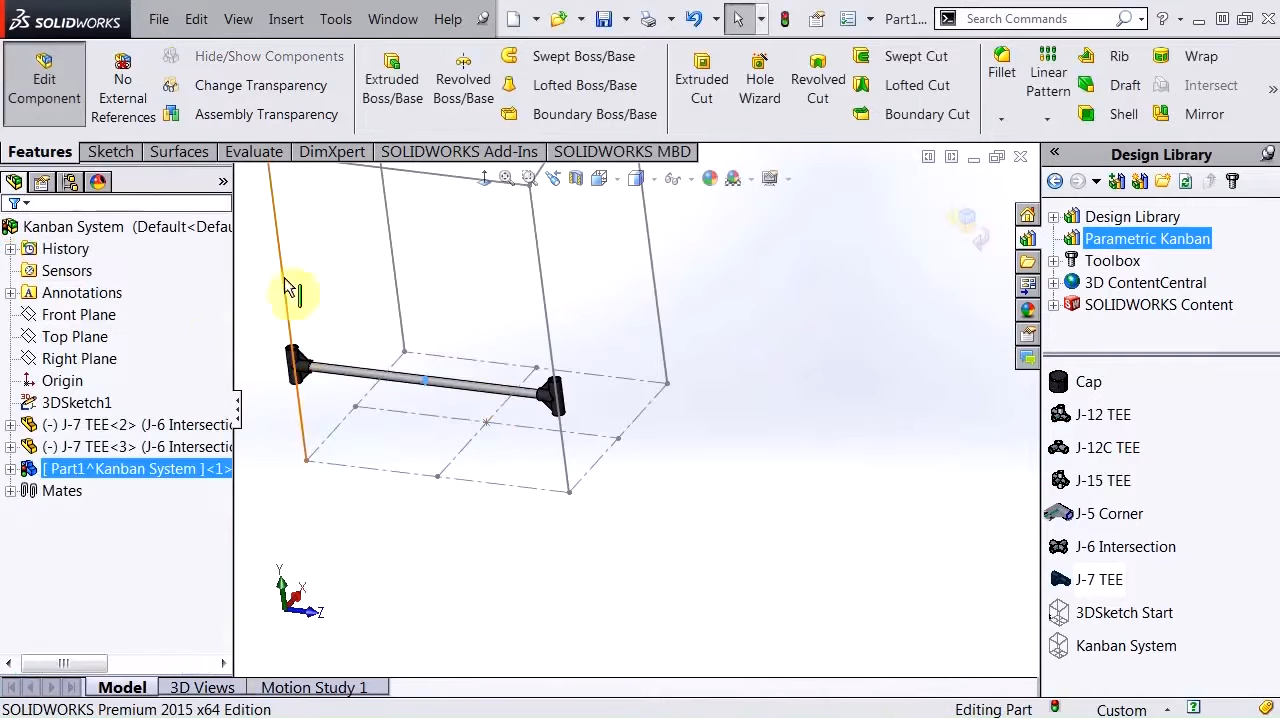 SOLIDWORKS File Edit View Insert Tools Window Help Part1... Search Commands
Edit Component
No External References
Hide/Show Components
Change Transparency
Assembly Transparency
Extruded Boss/Base
Revolved Boss/Base
Swept Boss/Base
Lofted Boss/Base
Boundary Boss/Base
Extruded Cut
Hole Wizard
Revolved Cut
Swept Cut
Lofted Cut
Boundary Cut
Fillet
Linear Pattern
Rib
Draft
Shell
Wrap
Intersect
Mirror
Features Sketch Surfaces Evaluate DimXpert SOLIDWORKS Add-Ins SOLIDWORKS MBD
Kanban System (Default<Defau
History
Sensors
Annotations
Front Plane
Top Plane
Right Plane
Origin
3DSketch1
(-) J-7 TEE<2> (J-6 Intersectio
(-) J-7 TEE<3> (J-6 Intersectio
[ Part1^Kanban System ]<1>
Mates
Y
X
Z
Design Library
Design Library
Parametric Kanban
Toolbox
3D ContentCentral
SOLIDWORKS Content
Cap
J-12 TEE
J-12C TEE
J-15 TEE
J-5 Corner
J-6 Intersection
J-7 TEE
3DSketch Start
Kanban System
Model 3D Views Motion Study 1
SOLIDWORKS Premium 2015 x64 Edition Editing Part Custom